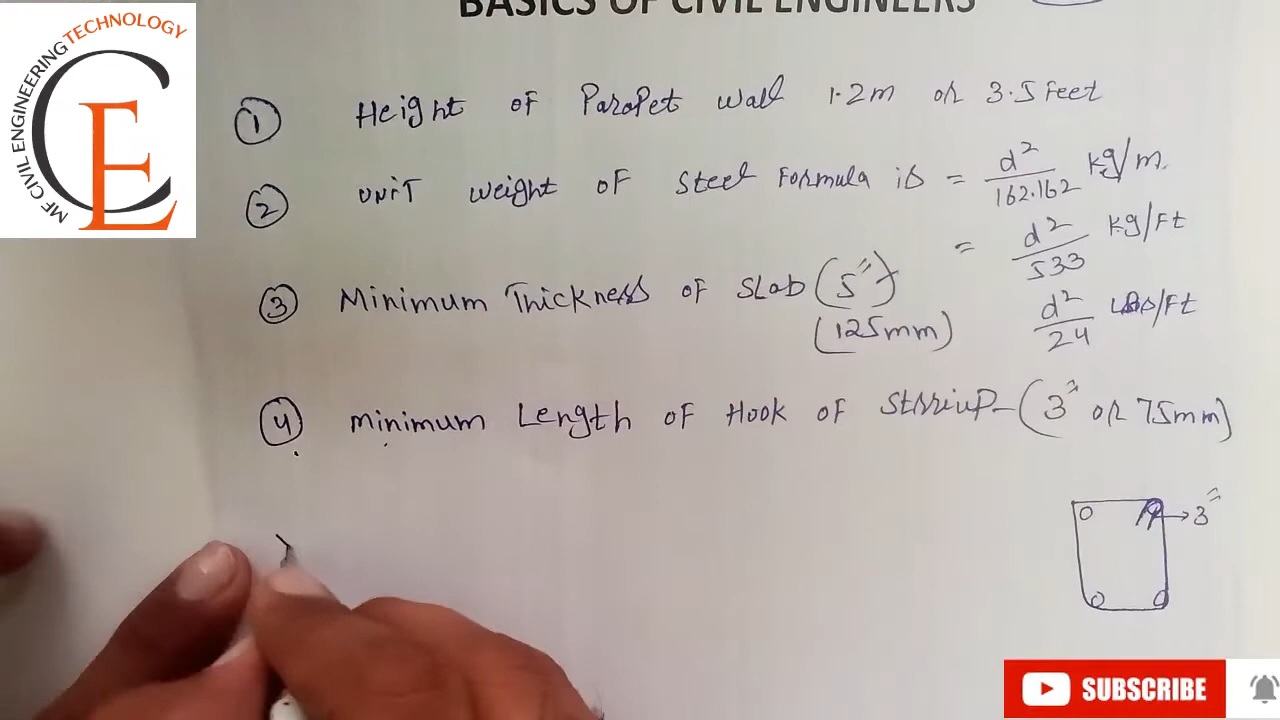 BASICS OF CIVIL ENGINEERS
MF CIVIL ENGINEERING TECHNOLOGY
CE
① Height of Parapet wall 1.2m or 3.5 Feet
② UNIT weight of Steel Formula is = d²/162.162 kg/m.
= d²/533 kg/Ft
③ Minimum Thickness of SLab (5")
(125mm)
d²/24 Lbs/Ft
④ Minimum Length of Hook of Stirrup - (3" or 75mm)
→ 3"
SUBSCRIBE